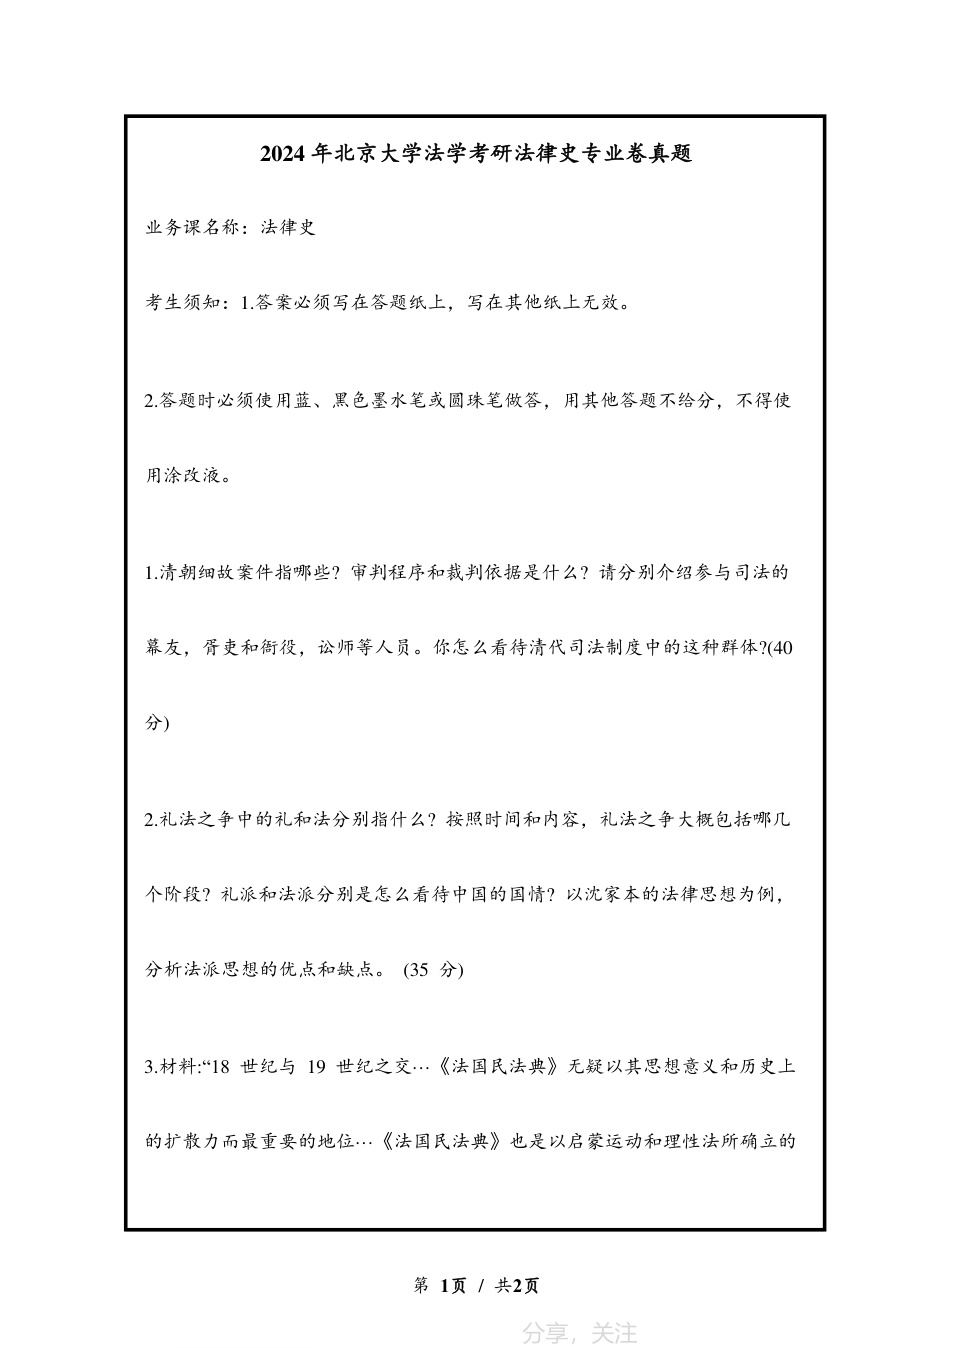 2024 年北京大学法学考研法律史专业卷真题
业务课名称：法律史
考生须知：1.答案必须写在答题纸上，写在其他纸上无效。
2.答题时必须使用蓝、黑色墨水笔或圆珠笔做答，用其他答题不给分，不得使
用涂改液。
1.清朝细故案件指哪些？审判程序和裁判依据是什么？请分别介绍参与司法的
幕友，胥吏和衙役，讼师等人员。你怎么看待清代司法制度中的这种群体?(40
分)
2.礼法之争中的礼和法分别指什么？按照时间和内容，礼法之争大概包括哪几
个阶段？礼派和法派分别是怎么看待中国的国情？以沈家本的法律思想为例，
分析法派思想的优点和缺点。 (35 分)
3.材料:“18 世纪与 19 世纪之交…《法国民法典》无疑以其思想意义和历史上
的扩散力而最重要的地位…《法国民法典》也是以启蒙运动和理性法所确立的
第 1页 / 共2页
分享，关注